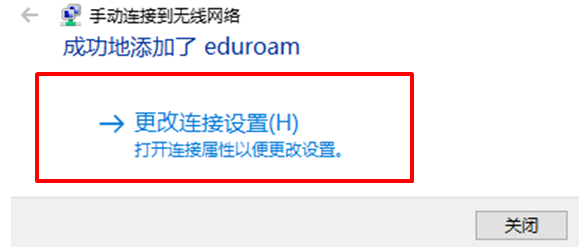 手动连接到无线网络
成功地添加了 eduroam
更改连接设置(H)
打开连接属性以便更改设置。
关闭